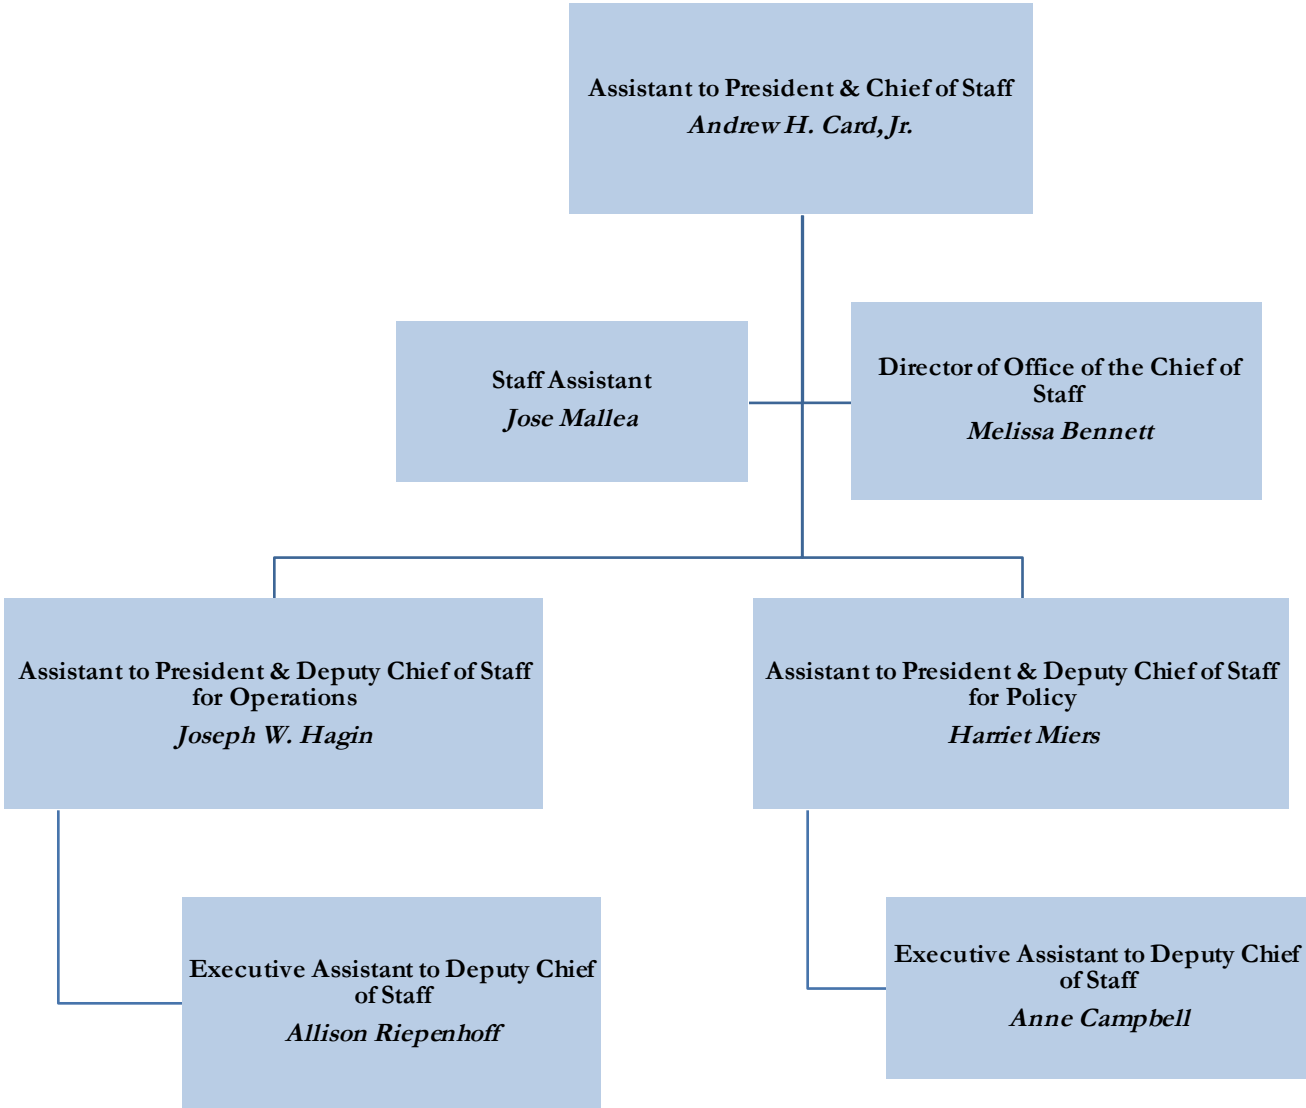 Assistant to President & Chief of Staff
Andrew H. Card, Jr.
Staff Assistant
Jose Mallea
Director of Office of the Chief of
Staff
Melissa Bennett
Assistant to President & Deputy Chief of Staff
for Operations
Joseph W. Hagin
Assistant to President & Deputy Chief of Staff
for Policy
Harriet Miers
Executive Assistant to Deputy Chief
of Staff
Allison Riepenhoff
Executive Assistant to Deputy Chief
of Staff
Anne Campbell